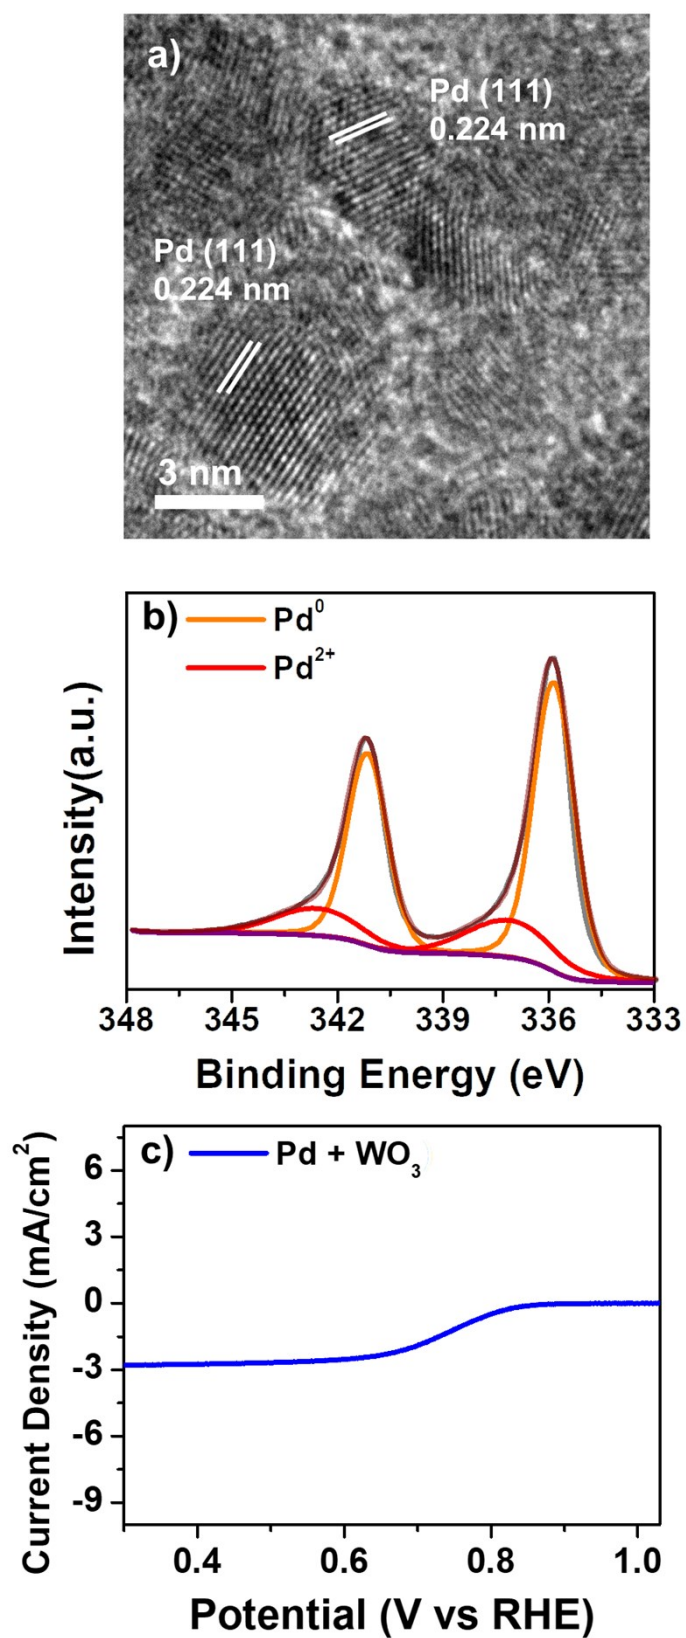 a)
Pd (111)
0.224 nm
Pd (111)
0.224 nm
3 nm
b)
Pd⁰
Pd²⁺
Intensity(a.u.)
348 345 342 339 336 333
Binding Energy (eV)
c)
Pd + WO₃
6
3
0
-3
-6
-9
Current Density (mA/cm²)
0.4 0.6 0.8 1.0
Potential (V vs RHE)